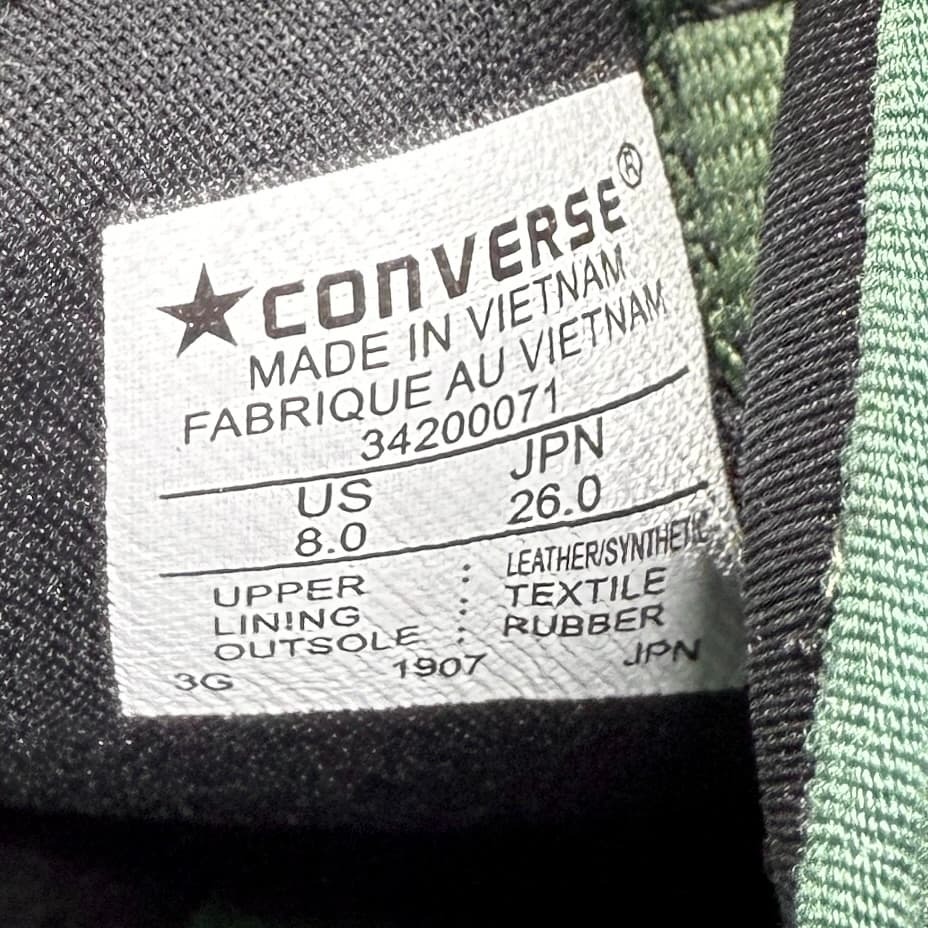 CONVERSE®
MADE IN VIETNAM
FABRIQUE AU VIETNAM
34200071
US JPN
8.0 26.0
UPPER : LEATHER/SYNTHETIC
LINING : TEXTILE
OUTSOLE : RUBBER
3G 1907 JPN